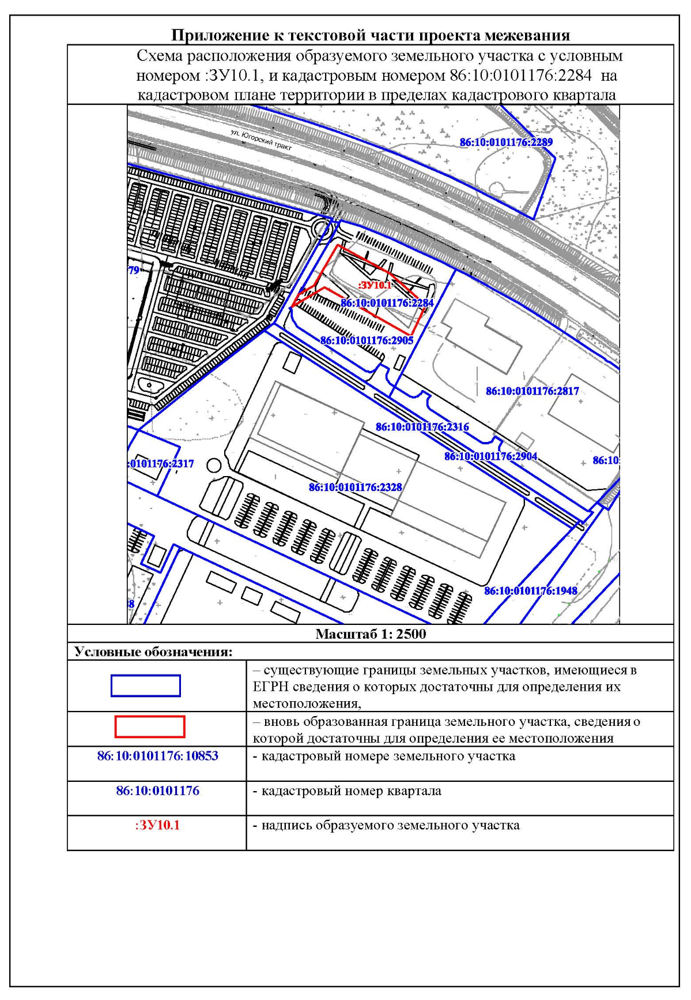 Приложение к текстовой части проекта межевания
Схема расположения образуемого земельного участка с условным
номером :ЗУ10.1, и кадастровым номером 86:10:0101176:2284 на
кадастровом плане территории в пределах кадастрового квартала
ул. Югорский тракт
86:10:0101176:2289
79
:ЗУ10.1
86:10:0101176:2284
86:10:0101176:2905
86:10:0101176:2817
86:10:0101176:2316
86:10:0101176:2904
86:10:
:0101176:2317
86:10:0101176:2328
86:10:0101176:1948
38
Масштаб 1: 2500
Условные обозначения:
– существующие границы земельных участков, имеющиеся в
ЕГРН сведения о которых достаточны для определения их
местоположения,
– вновь образованная граница земельного участка, сведения о
которой достаточны для определения ее местоположения
86:10:0101176:10853
- кадастровый номере земельного участка
86:10:0101176
- кадастровый номер квартала
:ЗУ10.1
- надпись образуемого земельного участка